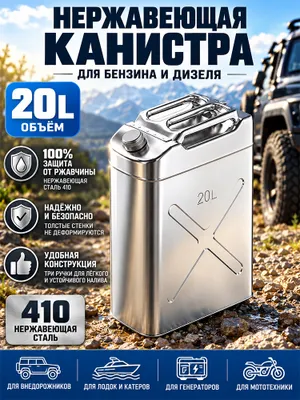 НЕРЖАВЕЮЩАЯ
КАНИСТРА
ДЛЯ БЕНЗИНА И ДИЗЕЛЯ
20L
ОБЪЁМ
100%
ЗАЩИТА
ОТ РЖАВЧИНЫ
НЕРЖАВЕЮЩАЯ
СТАЛЬ 410
НАДЁЖНО
И БЕЗОПАСНО
ТОЛСТЫЕ СТЕНКИ
НЕ ДЕФОРМИРУЮТСЯ
УДОБНАЯ
КОНСТРУКЦИЯ
ТРИ РУЧКИ ДЛЯ ЛЁГКОГО
И УСТОЙЧИВОГО НАЛИВА
20L
410
НЕРЖАВЕЮЩАЯ
СТАЛЬ
ДЛЯ ВНЕДОРОЖНИКОВ
ДЛЯ ЛОДОК И КАТЕРОВ
ДЛЯ ГЕНЕРАТОРОВ
ДЛЯ МОТОТЕХНИКИ